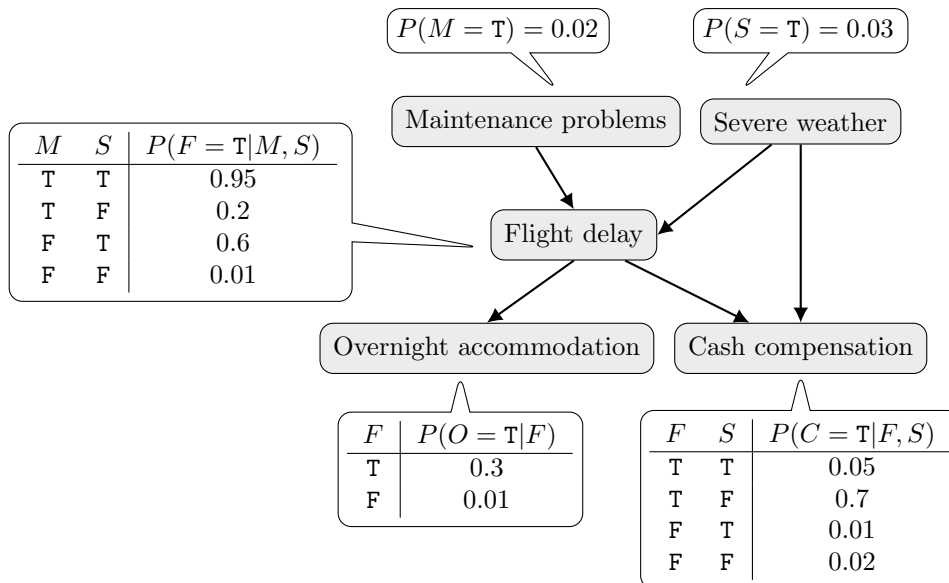 P(M = T) = 0.02
P(S = T) = 0.03
Maintenance problems
Severe weather
M S P(F = T|M, S)
T T 0.95
T F 0.2
F T 0.6
F F 0.01
Flight delay
Overnight accommodation
Cash compensation
F P(O = T|F)
T 0.3
F 0.01
F S P(C = T|F, S)
T T 0.05
T F 0.7
F T 0.01
F F 0.02